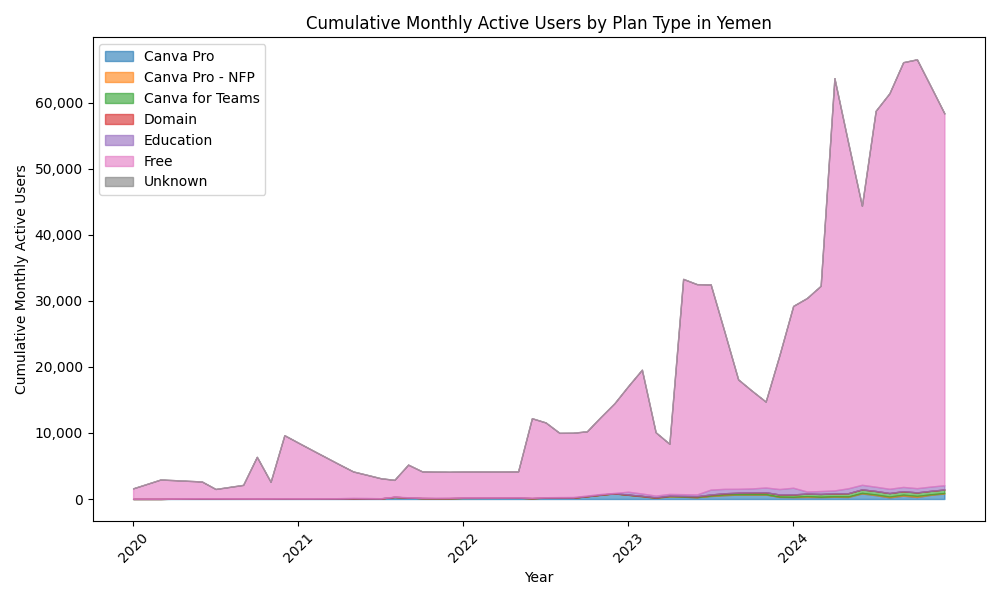 Cumulative Monthly Active Users by Plan Type in Yemen
Canva Pro
Canva Pro - NFP
Canva for Teams
Domain
Education
Free
Unknown
Cumulative Monthly Active Users
60,000
50,000
40,000
30,000
20,000
10,000
0
2020
2021
2022
2023
2024
Year